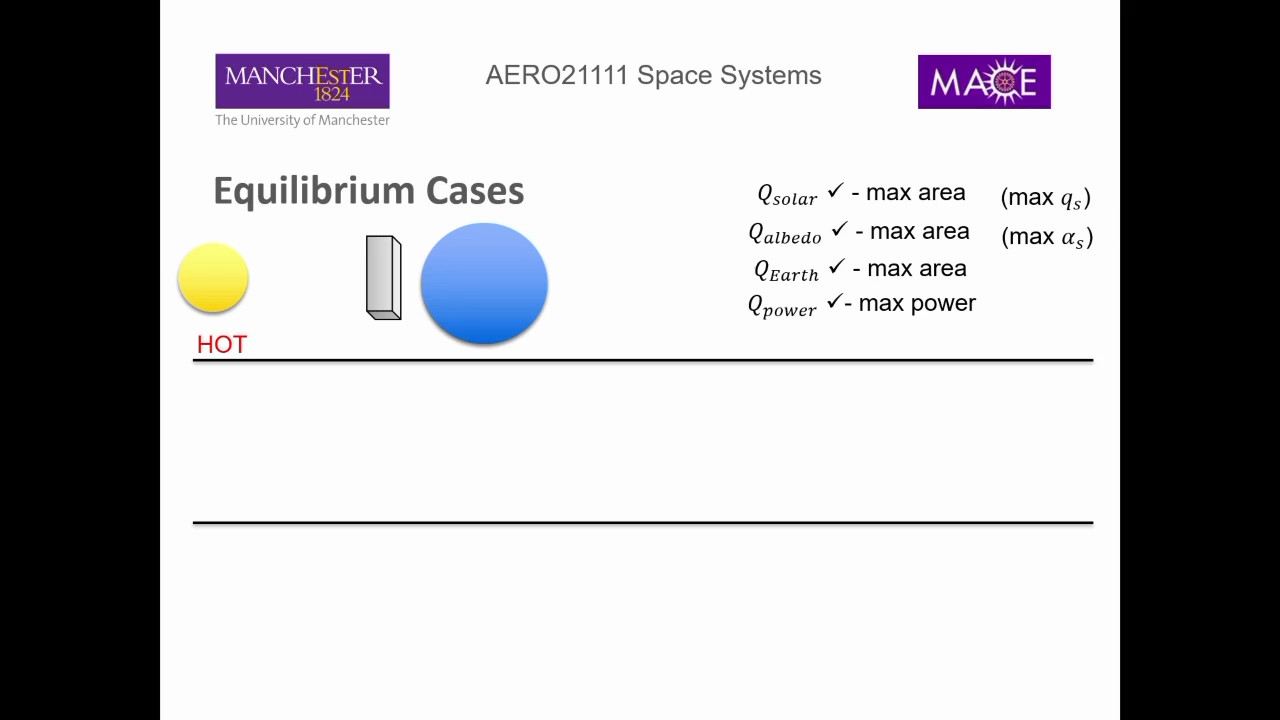 MANCHEstER
1824
The University of Manchester
AERO21111 Space Systems
MACE
Equilibrium Cases
Q_solar ✓ - max area (max q_s)
Q_albedo ✓ - max area (max α_s)
Q_Earth ✓ - max area
Q_power ✓- max power
HOT